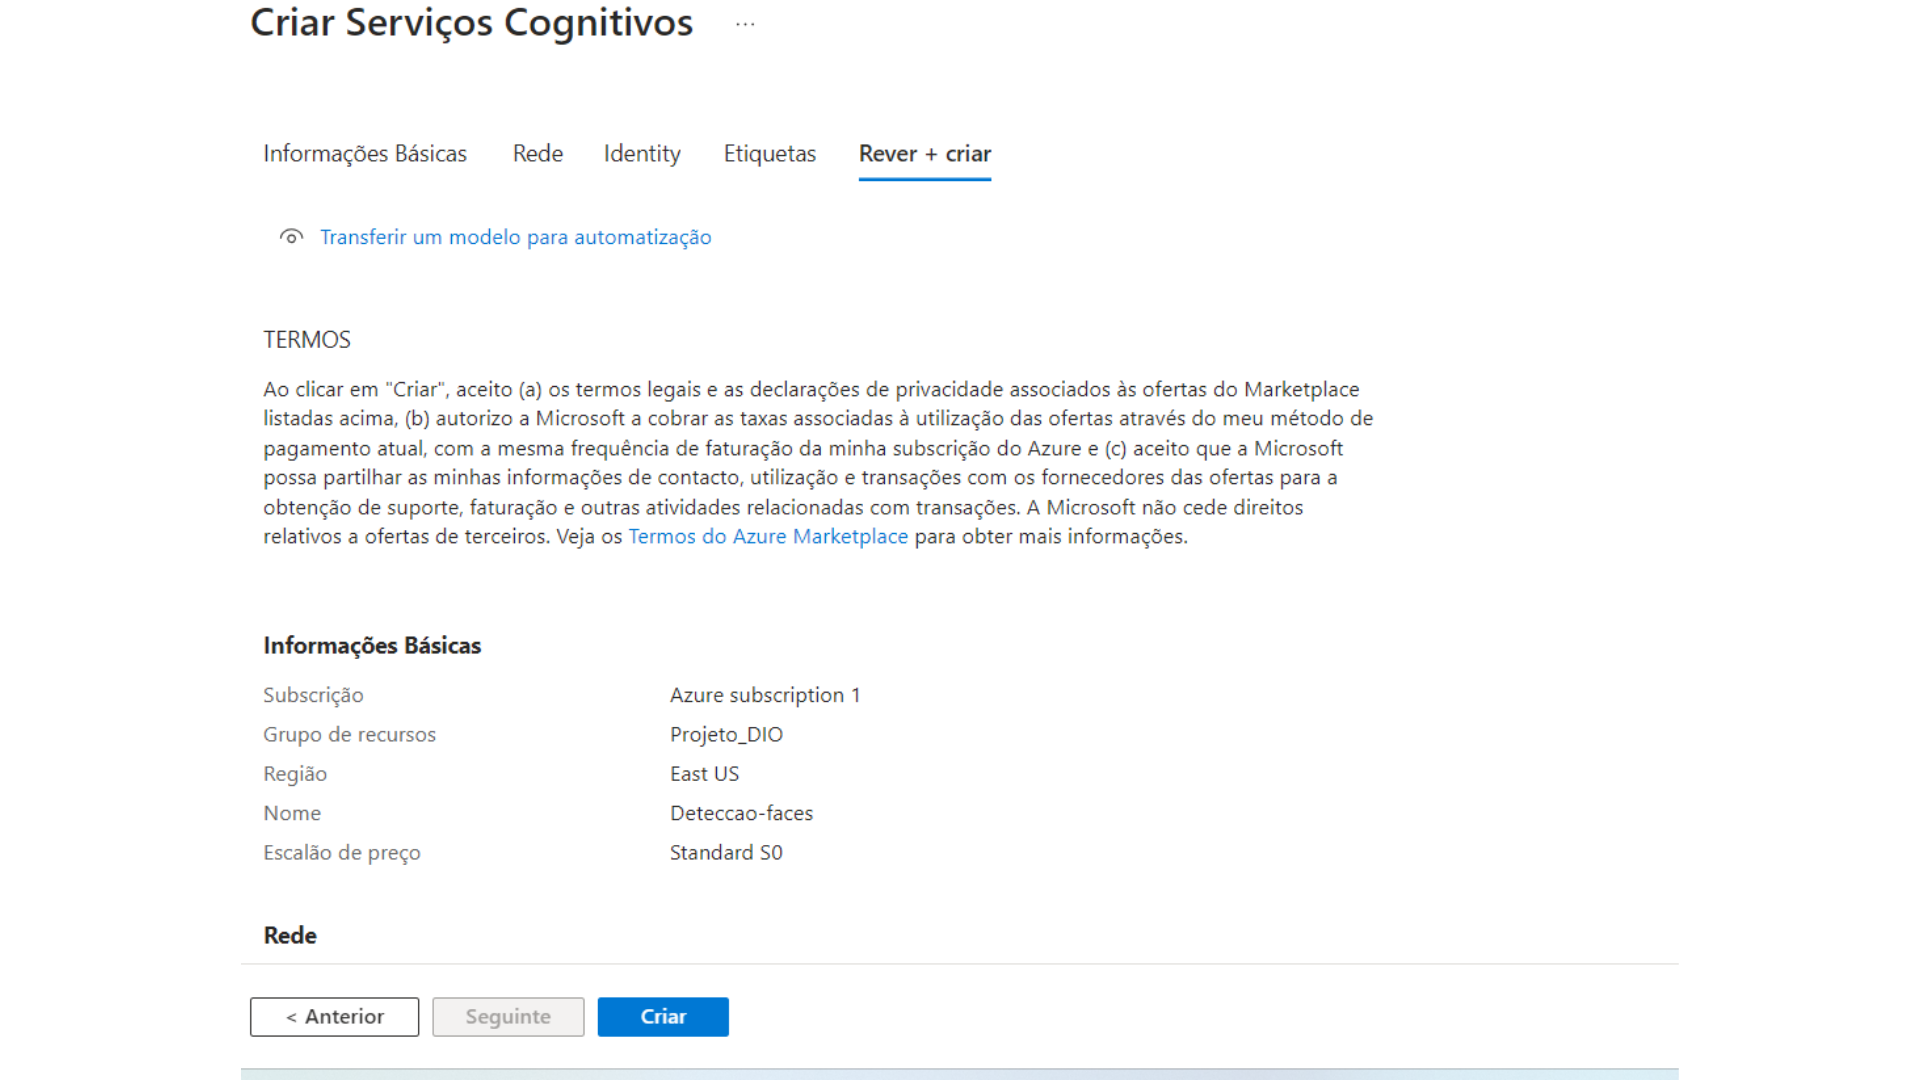 Criar Serviços Cognitivos ...
Informações Básicas Rede Identity Etiquetas Rever + criar
Transferir um modelo para automatização
TERMOS
Ao clicar em "Criar", aceito (a) os termos legais e as declarações de privacidade associados às ofertas do Marketplace
listadas acima, (b) autorizo a Microsoft a cobrar as taxas associadas à utilização das ofertas através do meu método de
pagamento atual, com a mesma frequência de faturação da minha subscrição do Azure e (c) aceito que a Microsoft
possa partilhar as minhas informações de contacto, utilização e transações com os fornecedores das ofertas para a
obtenção de suporte, faturação e outras atividades relacionadas com transações. A Microsoft não cede direitos
relativos a ofertas de terceiros. Veja os Termos do Azure Marketplace para obter mais informações.
Informações Básicas
Subscrição Azure subscription 1
Grupo de recursos Projeto_DIO
Região East US
Nome Deteccao-faces
Escalão de preço Standard S0
Rede
< Anterior Seguinte Criar